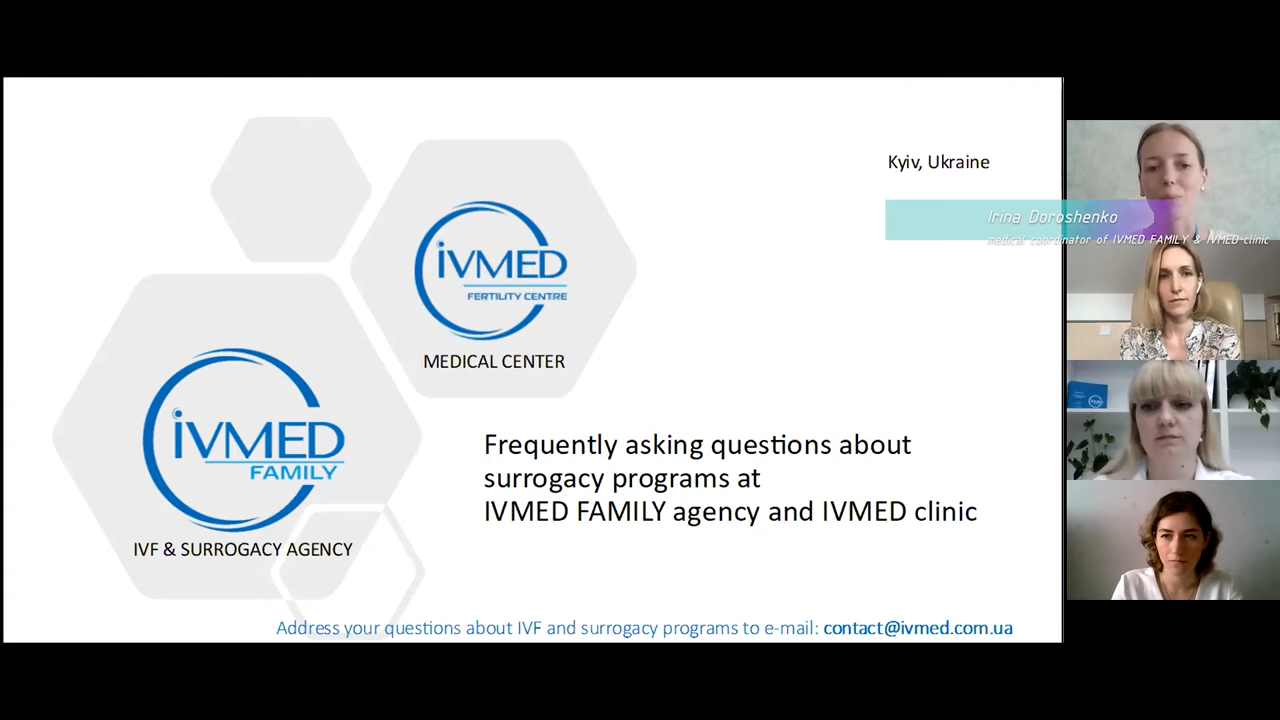 Kyiv, Ukraine
Irina Doroshenko
medical coordinator of IVMED FAMILY & IVMED clinic
iVMED
FERTILITY CENTRE
MEDICAL CENTER
iVMED
FAMILY
IVF & SURROGACY AGENCY
Frequently asking questions about
surrogacy programs at
IVMED FAMILY agency and IVMED clinic
Address your questions about IVF and surrogacy programs to e-mail: contact@ivmed.com.ua